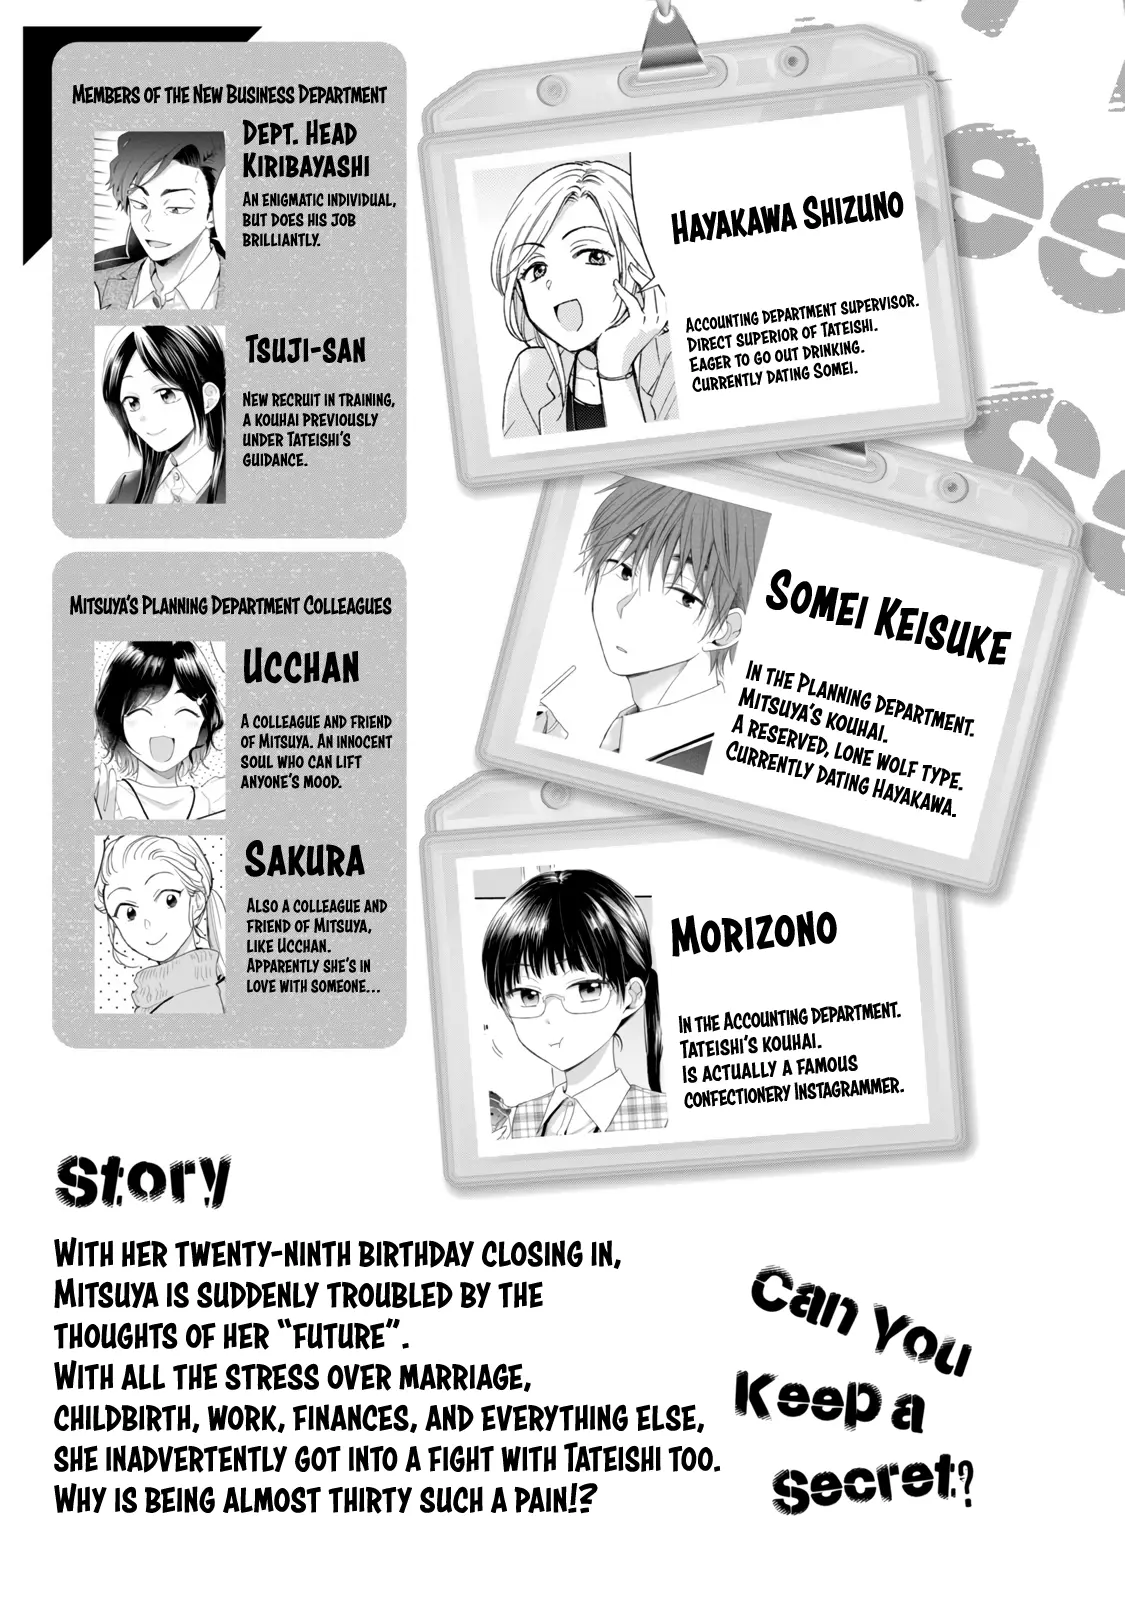 Members of the New Business Department
Dept. Head
Kiribayashi
An enigmatic individual,
but does his job
brilliantly.
Tsuji-san
New recruit in training,
a kouhai previously
under Tateishi's
guidance.
Mitsuya's Planning Department Colleagues
Ucchan
A colleague and friend
of Mitsuya. An innocent
soul who can lift
anyone's mood.
Sakura
Also a colleague and
friend of Mitsuya,
like Ucchan.
Apparently she's in
love with someone...
Hayakawa Shizuno
Accounting department supervisor.
Direct superior of Tateishi.
Eager to go out drinking.
Currently dating Somei.
Somei Keisuke
In the Planning department.
Mitsuya's kouhai.
A reserved, lone wolf type.
Currently dating Hayakawa.
Morizono
In the Accounting department.
Tateishi's kouhai.
Is actually a famous
confectionery Instagrammer.
Story
With her twenty-ninth birthday closing in,
Mitsuya is suddenly troubled by the
thoughts of her "future".
With all the stress over marriage,
childbirth, work, finances, and everything else,
she inadvertently got into a fight with Tateishi too.
Why is being almost thirty such a pain!?
Can You
Keep a
Secret?